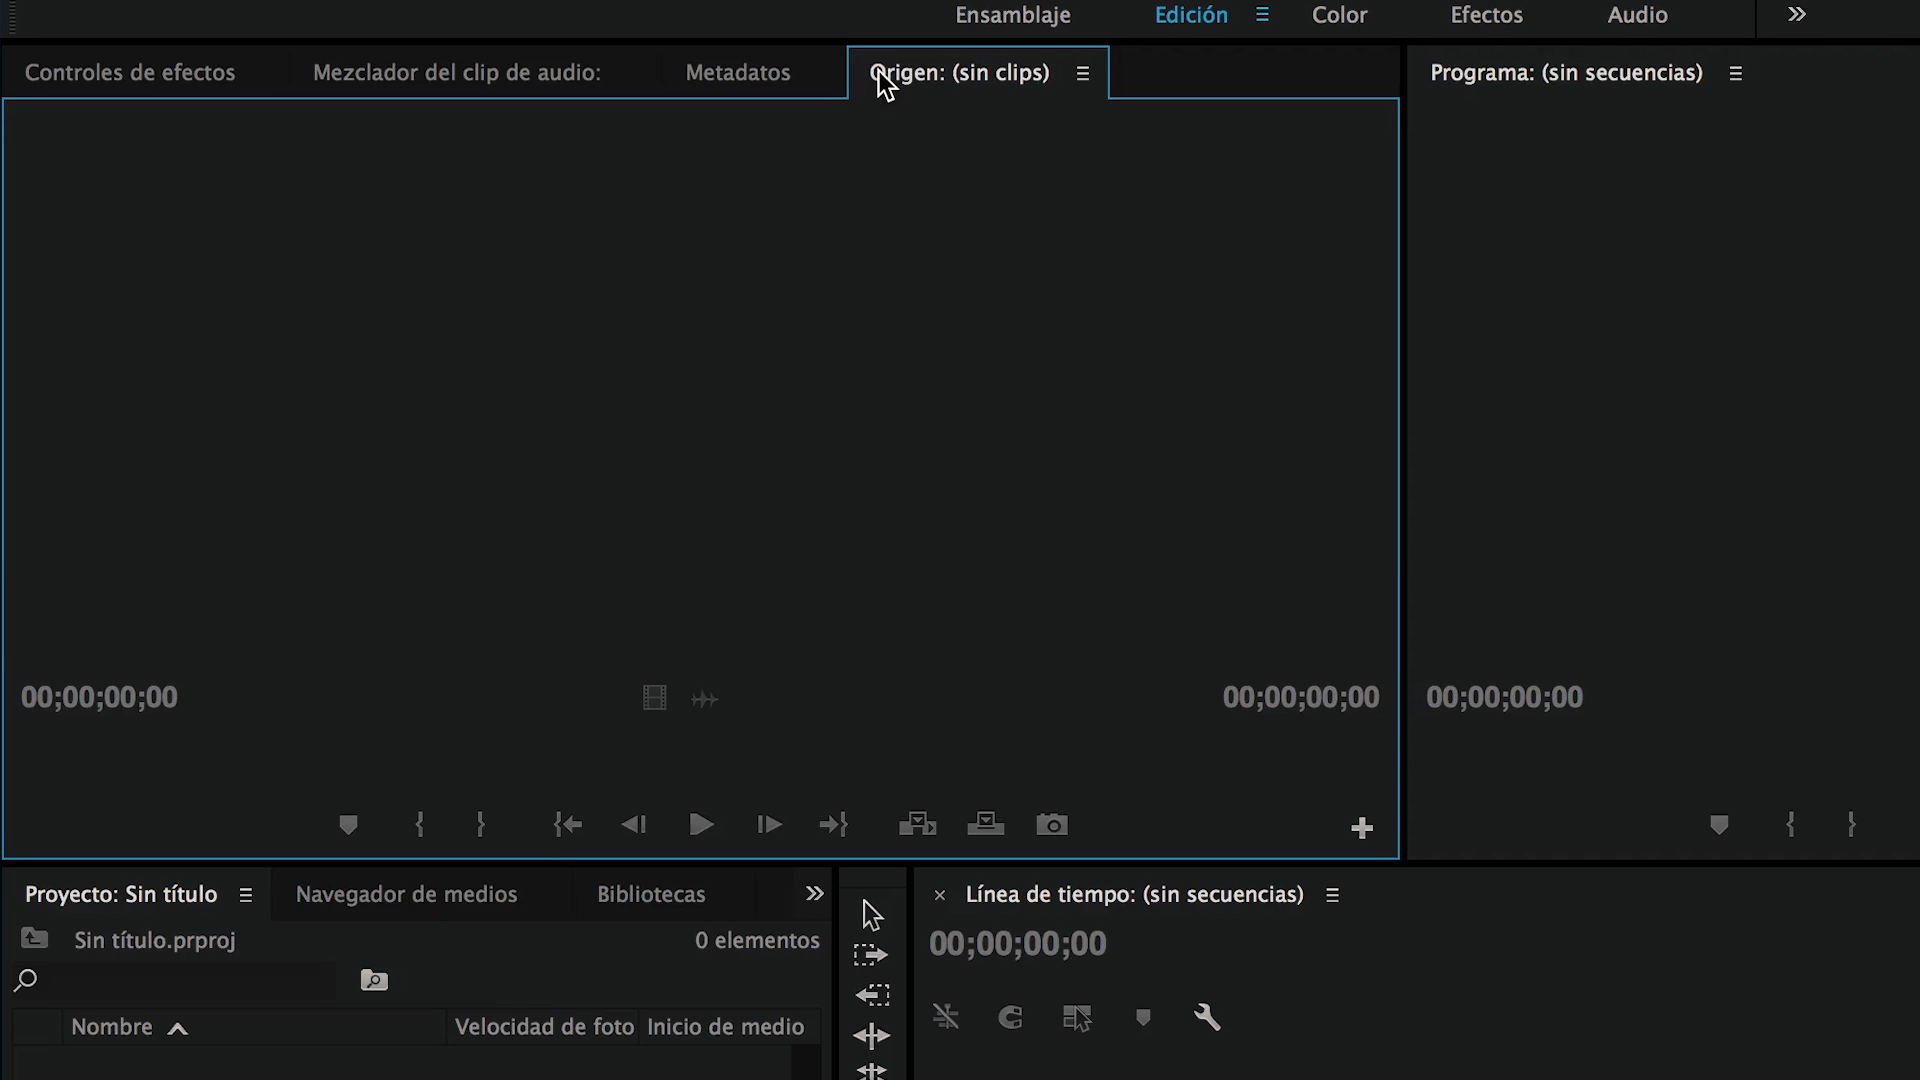 Ensamblaje Edición Color Efectos Audio
Controles de efectos Mezclador del clip de audio: Metadatos Origen: (sin clips) Programa: (sin secuencias)
00;00;00;00 00;00;00;00 00;00;00;00
Proyecto: Sin título Navegador de medios Bibliotecas
Sin título.prproj 0 elementos
Nombre Velocidad de foto Inicio de medio
Línea de tiempo: (sin secuencias)
00;00;00;00